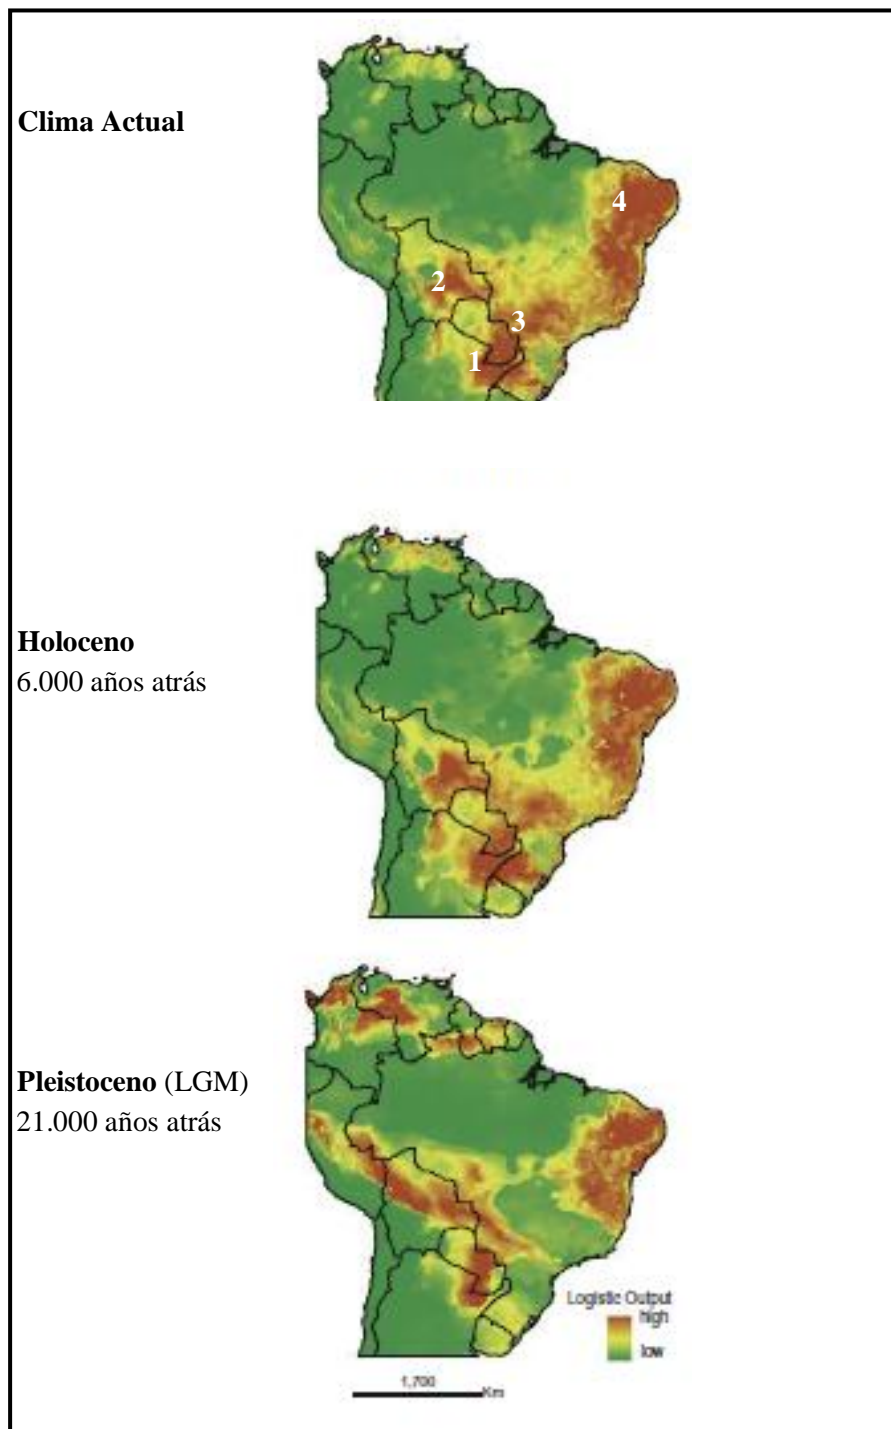 Clima Actual
4
2
3
1
Holoceno
6.000 años atrás
Pleistoceno (LGM)
21.000 años atrás
Logistic Output
high
low
1,700
Km